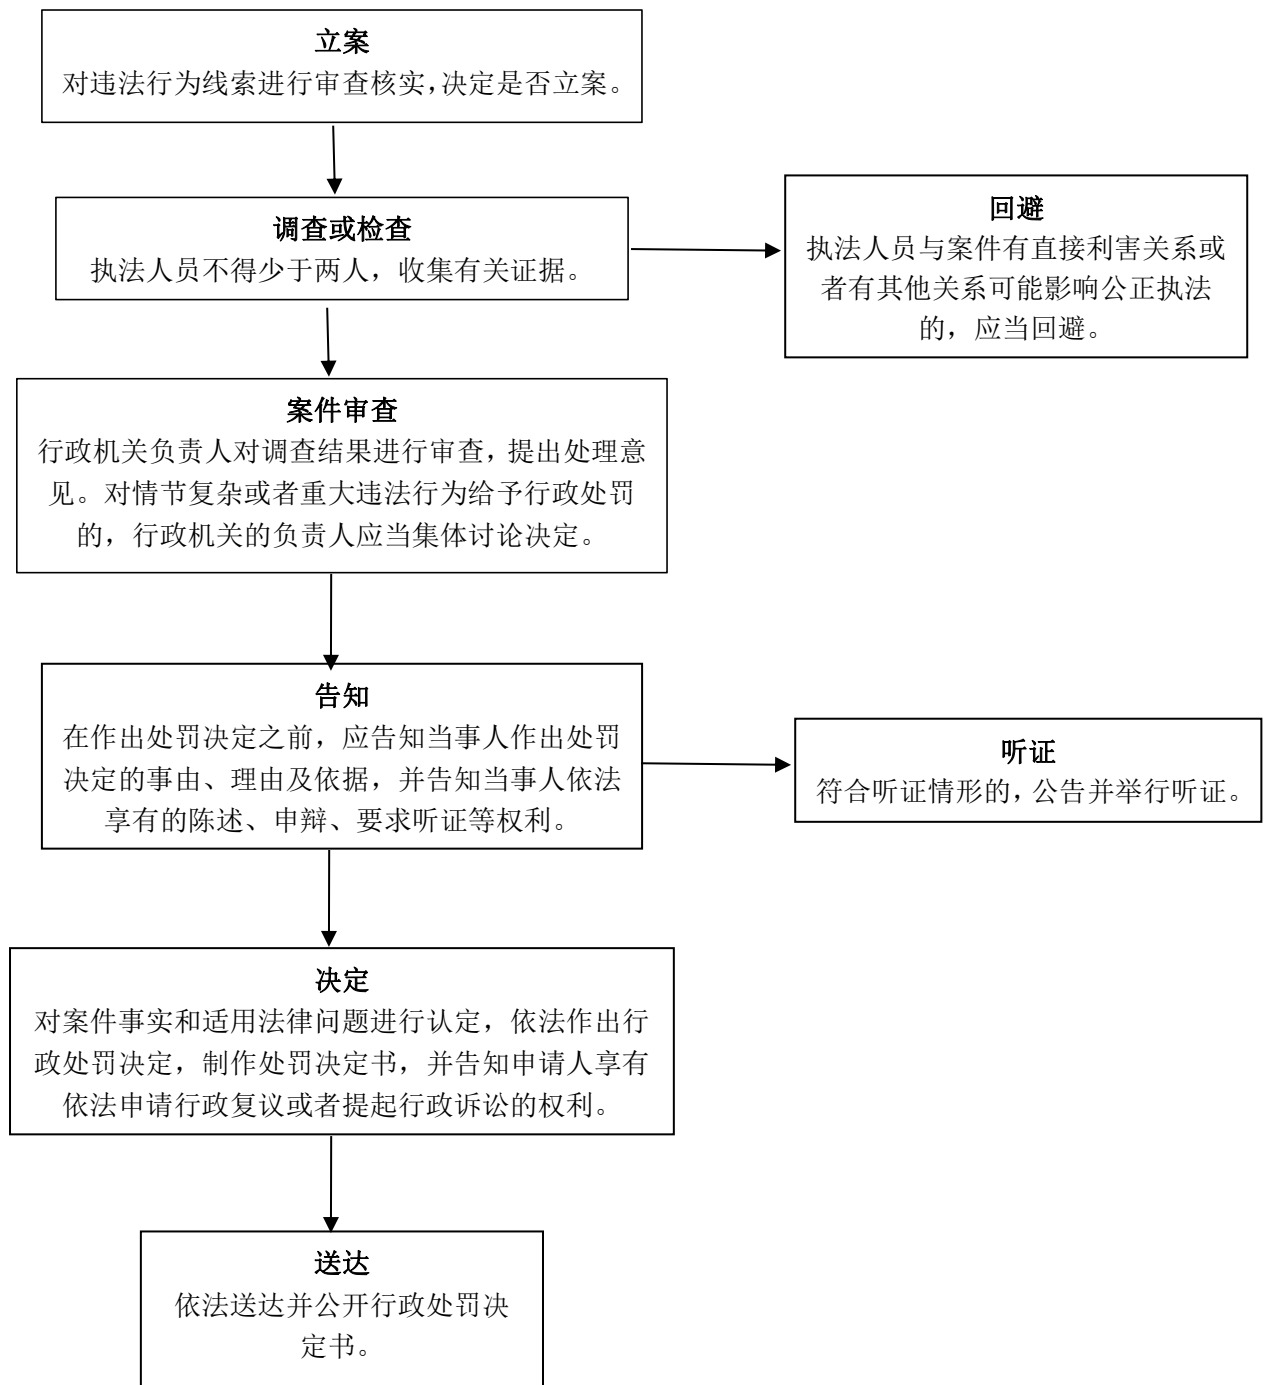 立案
对违法行为线索进行审查核实，决定是否立案。
调查或检查
执法人员不得少于两人，收集有关证据。
回避
执法人员与案件有直接利害关系或
者有其他关系可能影响公正执法
的，应当回避。
案件审查
行政机关负责人对调查结果进行审查，提出处理意
见。对情节复杂或者重大违法行为给予行政处罚
的，行政机关的负责人应当集体讨论决定。
告知
在作出处罚决定之前，应告知当事人作出处罚
决定的事由、理由及依据，并告知当事人依法
享有的陈述、申辩、要求听证等权利。
听证
符合听证情形的，公告并举行听证。
决定
对案件事实和适用法律问题进行认定，依法作出行
政处罚决定，制作处罚决定书，并告知申请人享有
依法申请行政复议或者提起行政诉讼的权利。
送达
依法送达并公开行政处罚决
定书。